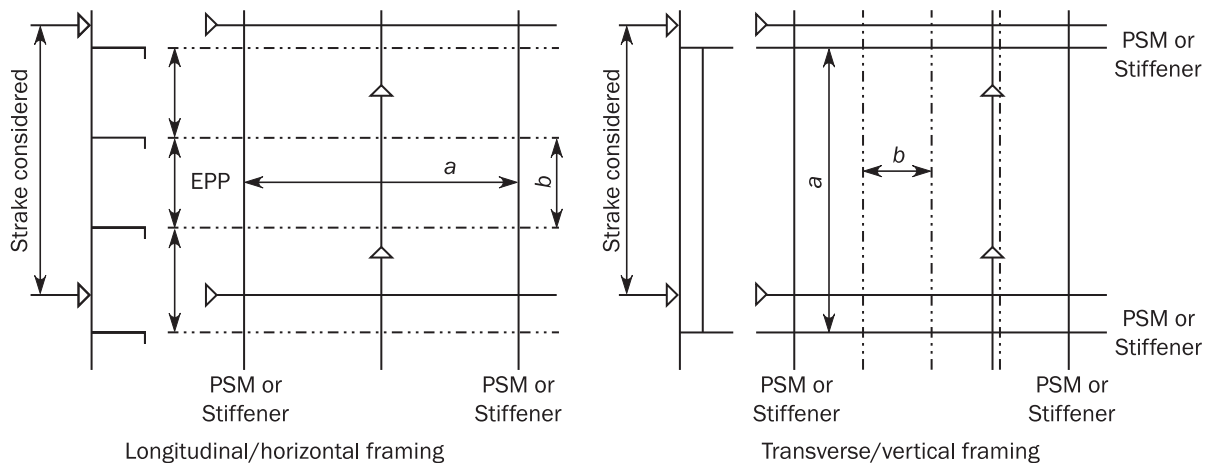 Strake considered
EPP
a
b
PSM or
Stiffener
PSM or
Stiffener
Longitudinal/horizontal framing
Strake considered
a
b
PSM or
Stiffener
PSM or
Stiffener
PSM or
Stiffener
PSM or
Stiffener
Transverse/vertical framing